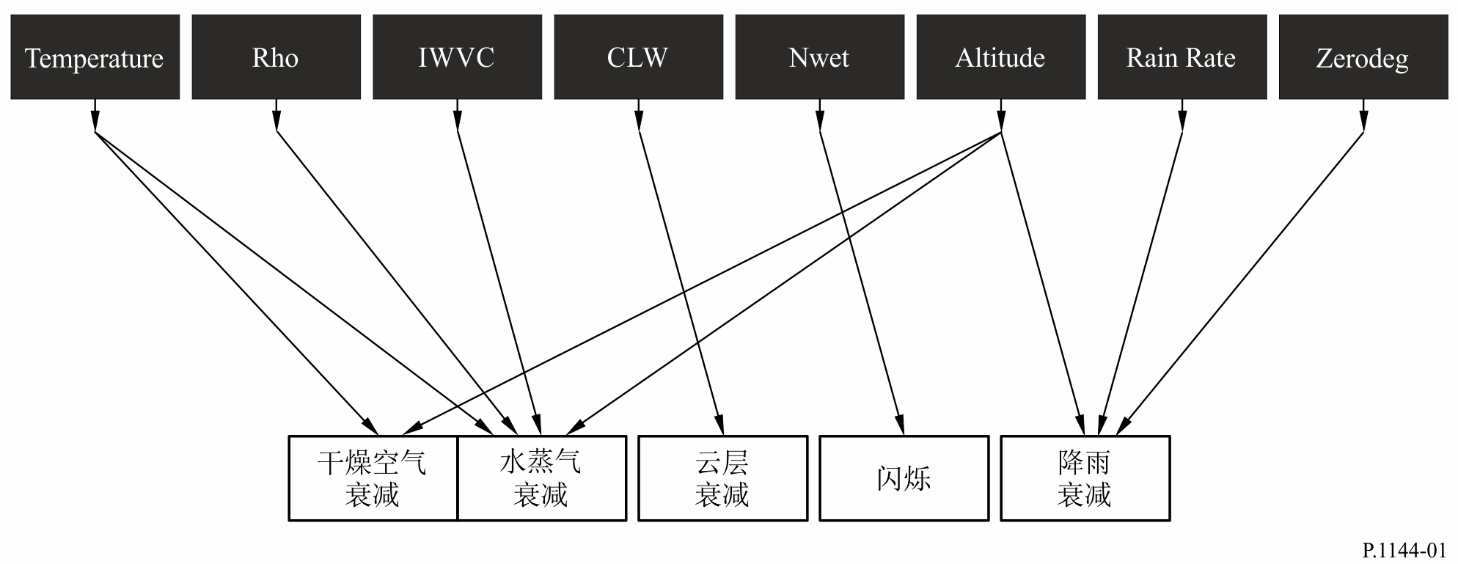 Temperature
Rho
IWVC
CLW
Nwet
Altitude
Rain Rate
Zerodeg
干燥空气
衰减
水蒸气
衰减
云层
衰减
闪烁
降雨
衰减
P.1144-01